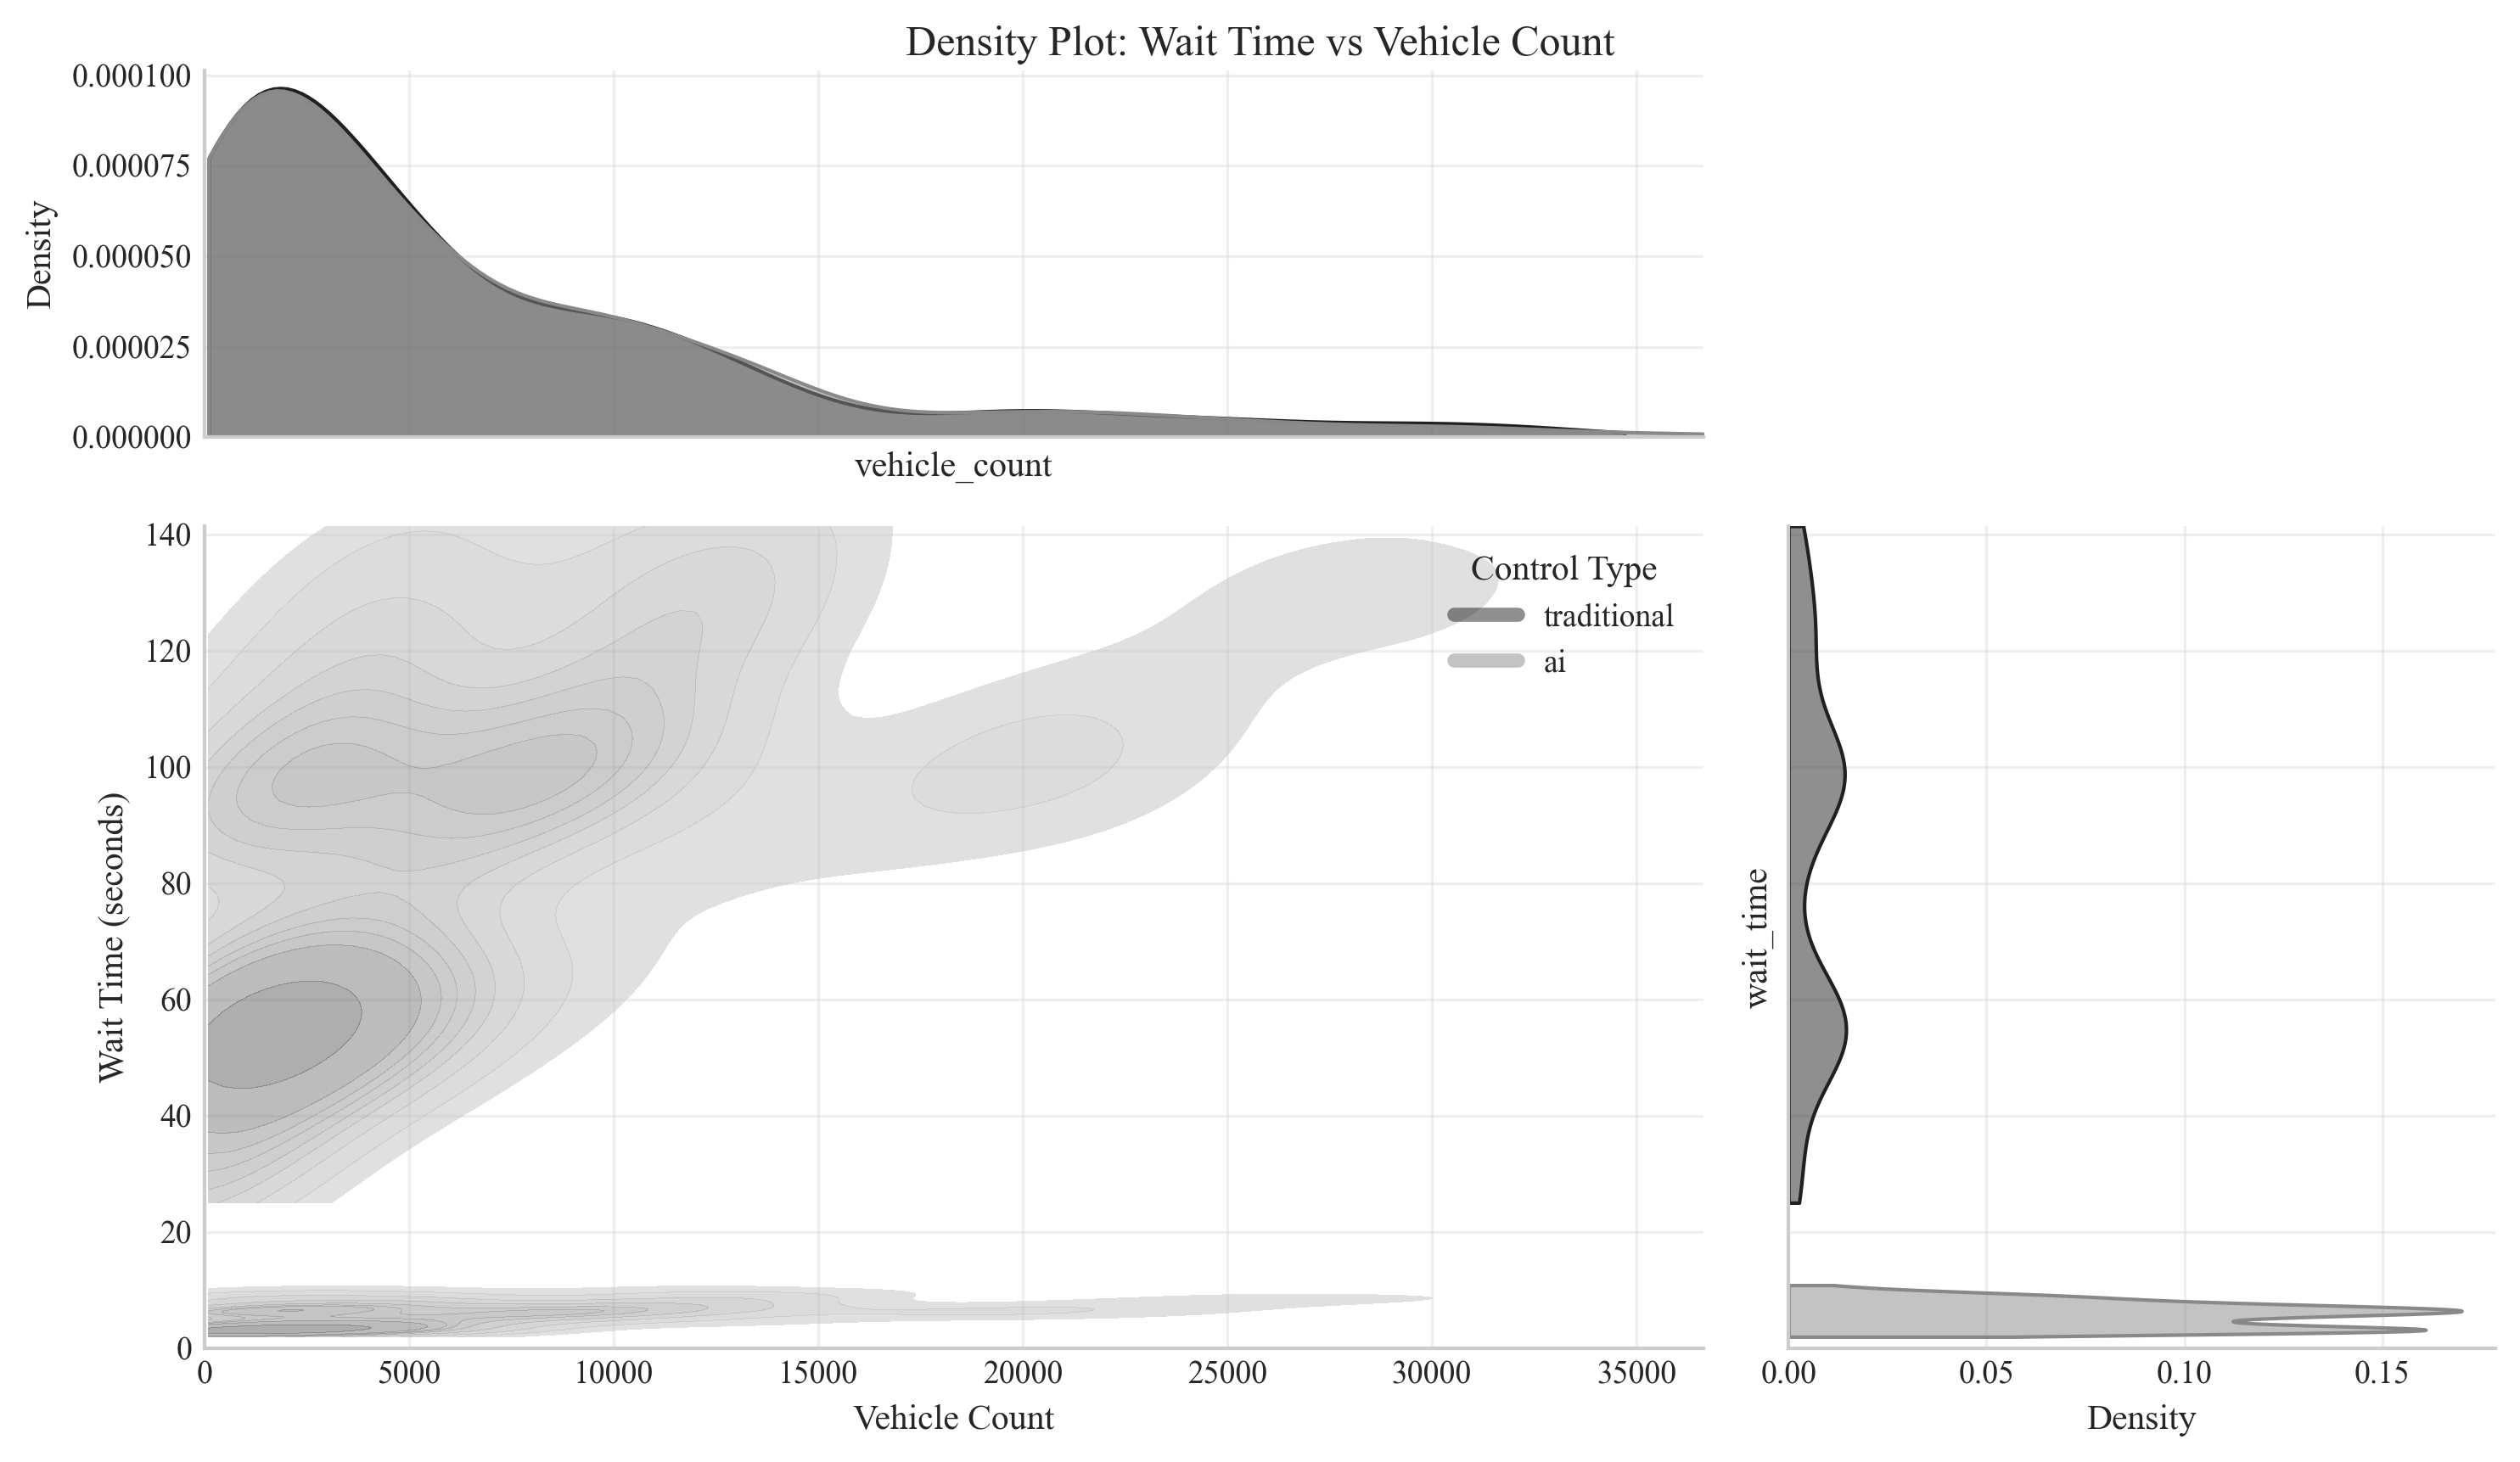 Density Plot: Wait Time vs Vehicle Count
0.000100
0.000075
0.000050
0.000025
0.000000
Density
vehicle_count
140
120
100
80
60
40
20
0
Wait Time (seconds)
Control Type
traditional
ai
0 5000 10000 15000 20000 25000 30000 35000
Vehicle Count
wait_time
0.00 0.05 0.10 0.15
Density